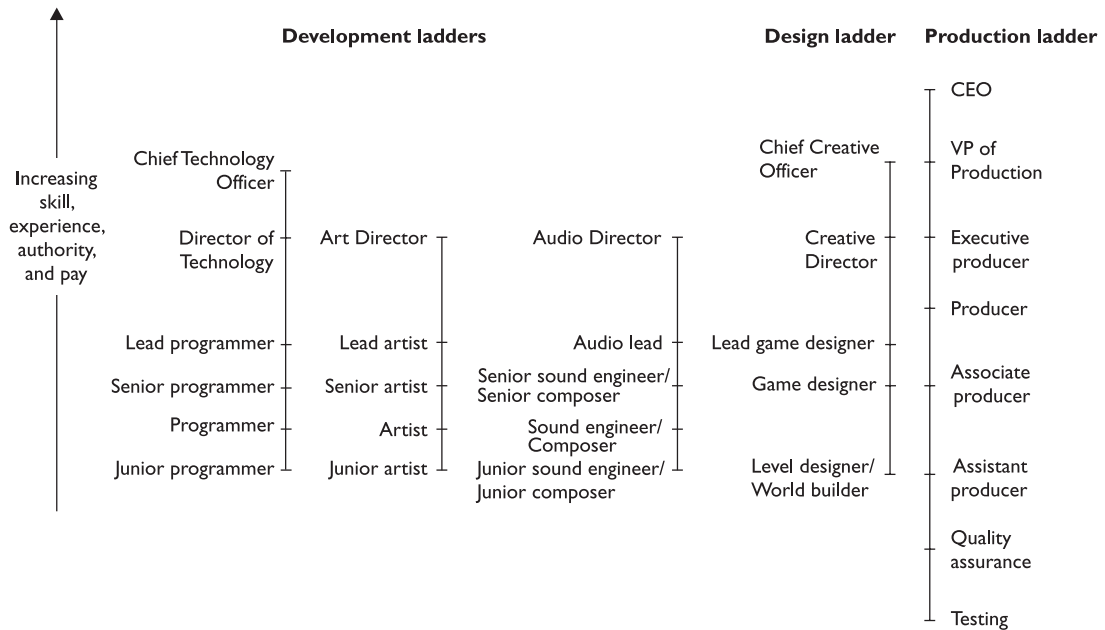 Development ladders
Design ladder
Production ladder
Increasing
skill,
experience,
authority,
and pay
Chief Technology
Officer
Director of
Technology
Lead programmer
Senior programmer
Programmer
Junior programmer
Art Director
Lead artist
Senior artist
Artist
Junior artist
Audio Director
Audio lead
Senior sound engineer/
Senior composer
Sound engineer/
Composer
Junior sound engineer/
Junior composer
Chief Creative
Officer
Creative
Director
Lead game designer
Game designer
Level designer/
World builder
CEO
VP of
Production
Executive
producer
Producer
Associate
producer
Assistant
producer
Quality
assurance
Testing